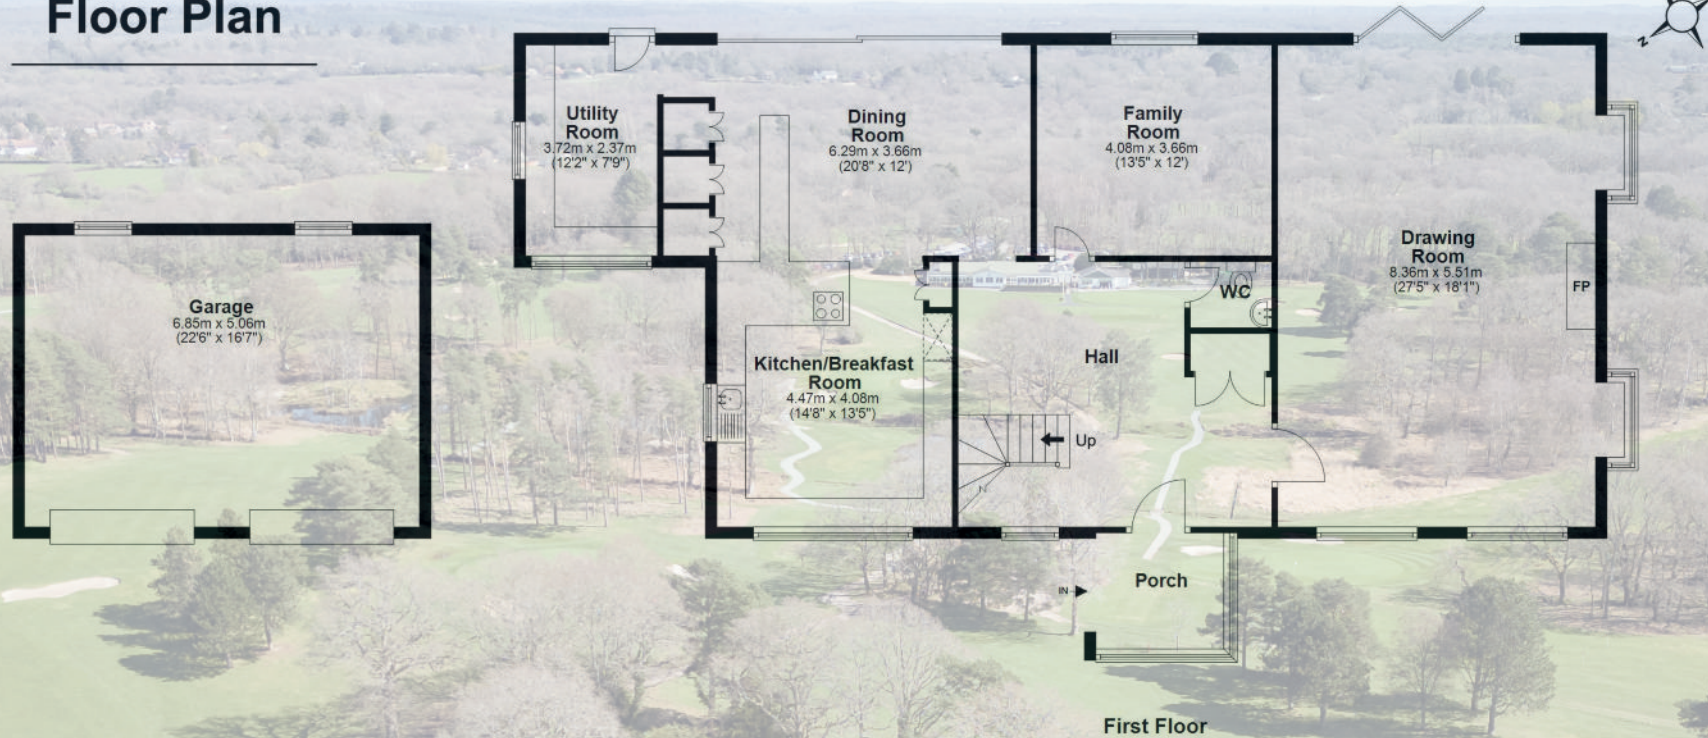 Floor Plan
N
Utility
Room
3.72m x 2.37m
(12'2" x 7'9")
Dining
Room
6.29m x 3.66m
(20'8" x 12')
Family
Room
4.08m x 3.66m
(13'5" x 12')
Drawing
Room
8.36m x 5.51m
(27'5" x 18'1")
FP
Garage
6.85m x 5.06m
(22'6" x 16'7")
WC
Kitchen/Breakfast
Room
4.47m x 4.08m
(14'8" x 13'5")
Hall
Up
IN
Porch
First Floor